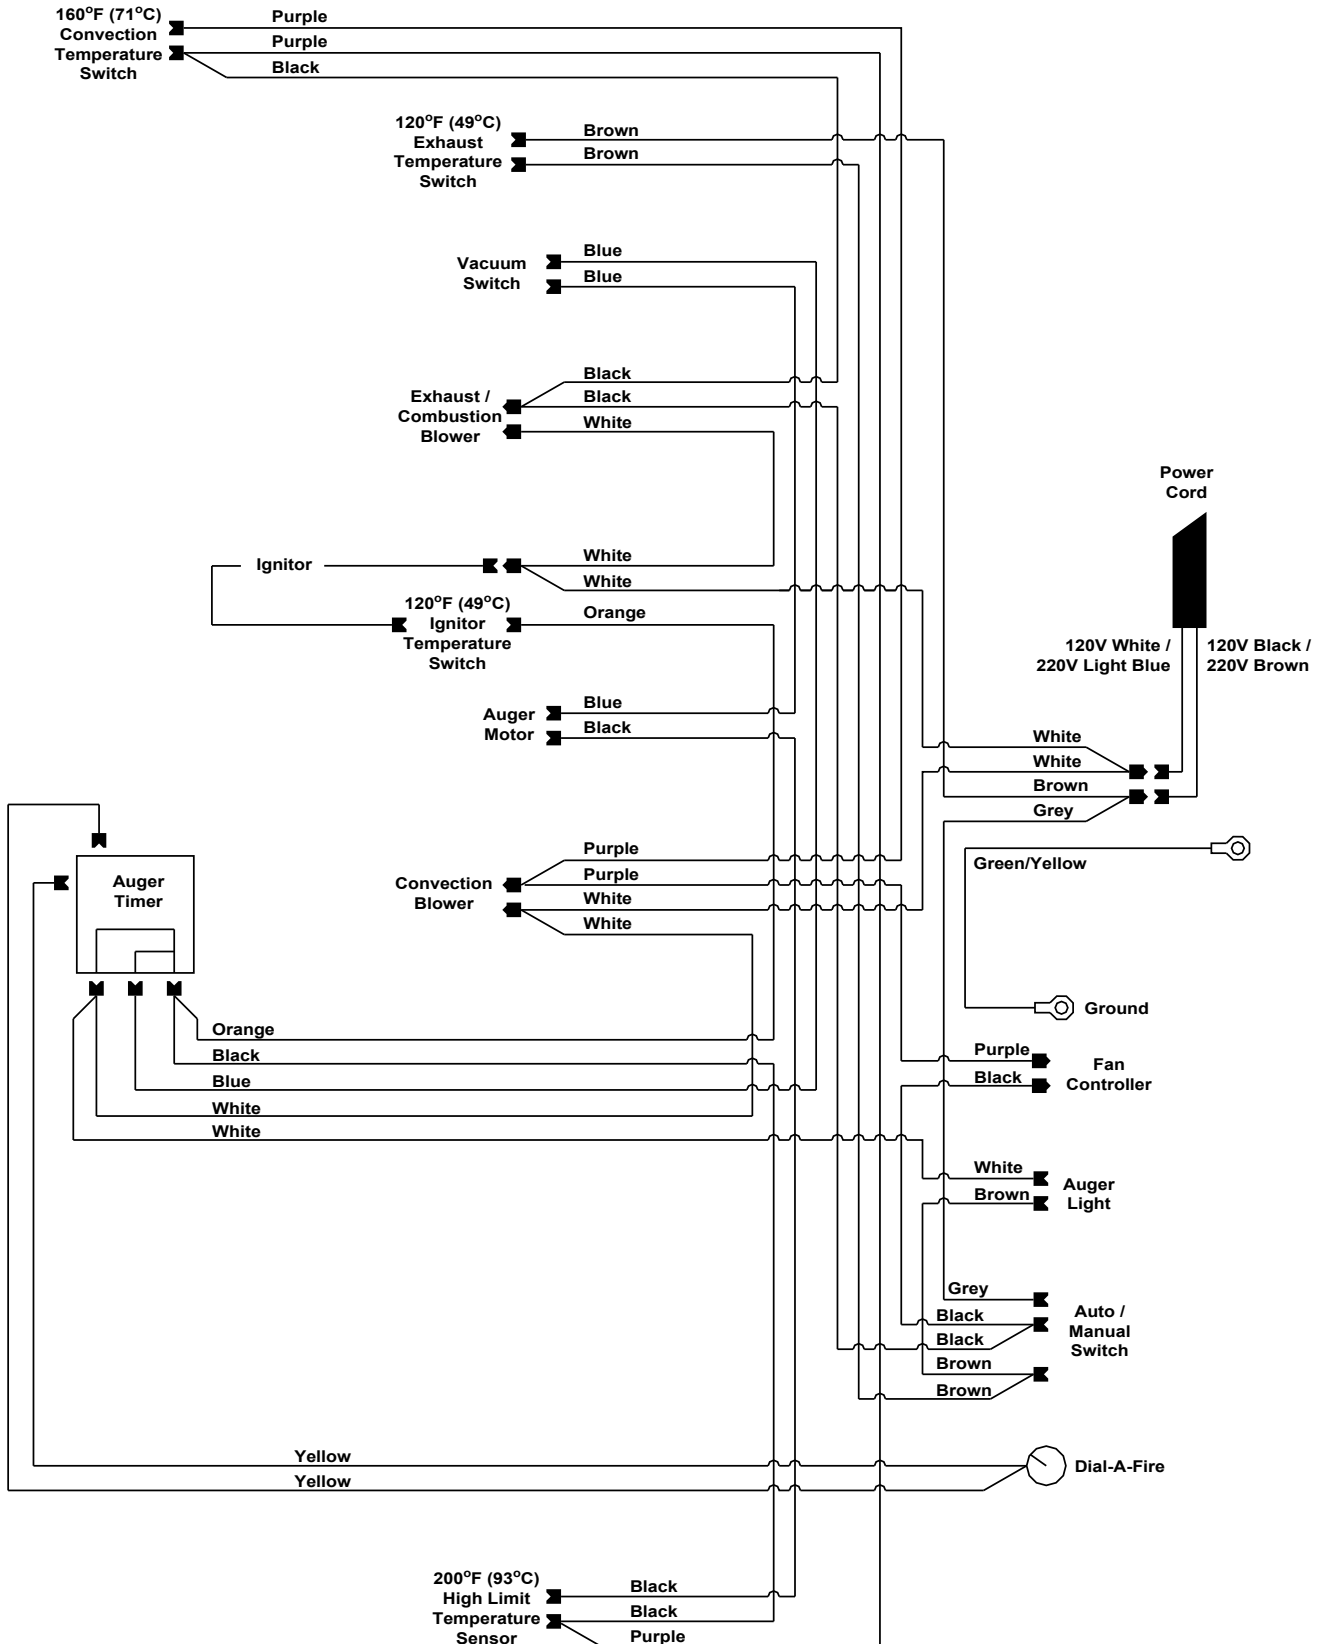 160°F (71°C)
Convection
Temperature
Switch
Purple
Purple
Black
120°F (49°C)
Exhaust
Temperature
Switch
Brown
Brown
Vacuum
Switch
Blue
Blue
Exhaust /
Combustion
Blower
Black
Black
White
Power
Cord
Ignitor
White
White
120°F (49°C)
Ignitor
Temperature
Switch
Orange
120V White /
220V Light Blue
120V Black /
220V Brown
Auger
Motor
Blue
Black
White
White
Brown
Grey
Auger
Timer
Convection
Blower
Purple
Purple
White
White
Green/Yellow
Ground
Orange
Black
Blue
White
White
Purple
Black
Fan
Controller
White
Brown
Auger
Light
Grey
Black
Black
Brown
Brown
Auto /
Manual
Switch
Yellow
Yellow
Dial-A-Fire
200°F (93°C)
High Limit
Temperature
Sensor
Black
Black
Purple